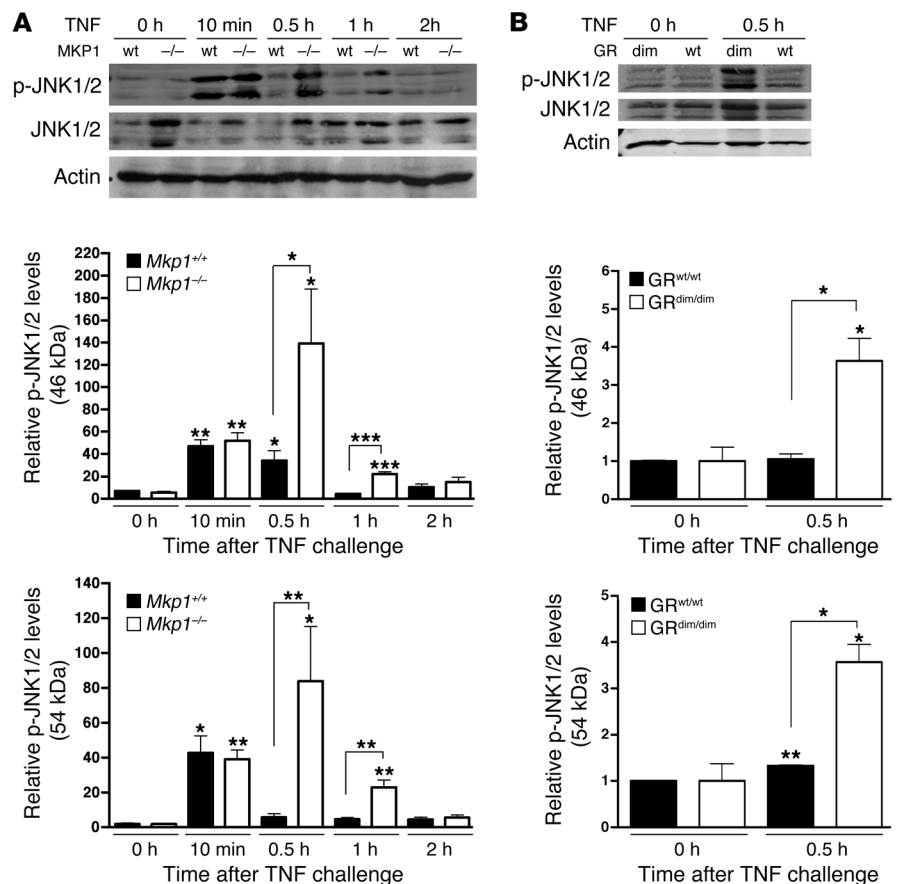 A
TNF 0 h 10 min 0.5 h 1 h 2h
MKP1 wt –/– wt –/– wt –/– wt –/– wt –/–
p-JNK1/2
JNK1/2
Actin
Relative p-JNK1/2 levels
(46 kDa)
220
200
180
160
140
120
100
80
60
40
20
0
Mkp1+/+
Mkp1–/–
** ** * * * *** ***
0 h 10 min 0.5 h 1 h 2 h
Time after TNF challenge
Relative p-JNK1/2 levels
(54 kDa)
140
120
100
80
60
40
20
0
Mkp1+/+
Mkp1–/–
* ** ** * ** **
0 h 10 min 0.5 h 1 h 2 h
Time after TNF challenge
B
TNF 0 h 0.5 h
GR dim wt dim wt
p-JNK1/2
JNK1/2
Actin
Relative p-JNK1/2 levels
(46 kDa)
6
5
4
3
2
1
0
GRwt/wt
GRdim/dim
* *
0 h 0.5 h
Time after TNF challenge
Relative p-JNK1/2 levels
(54 kDa)
5
4
3
2
1
0
GRwt/wt
GRdim/dim
** * *
0 h 0.5 h
Time after TNF challenge